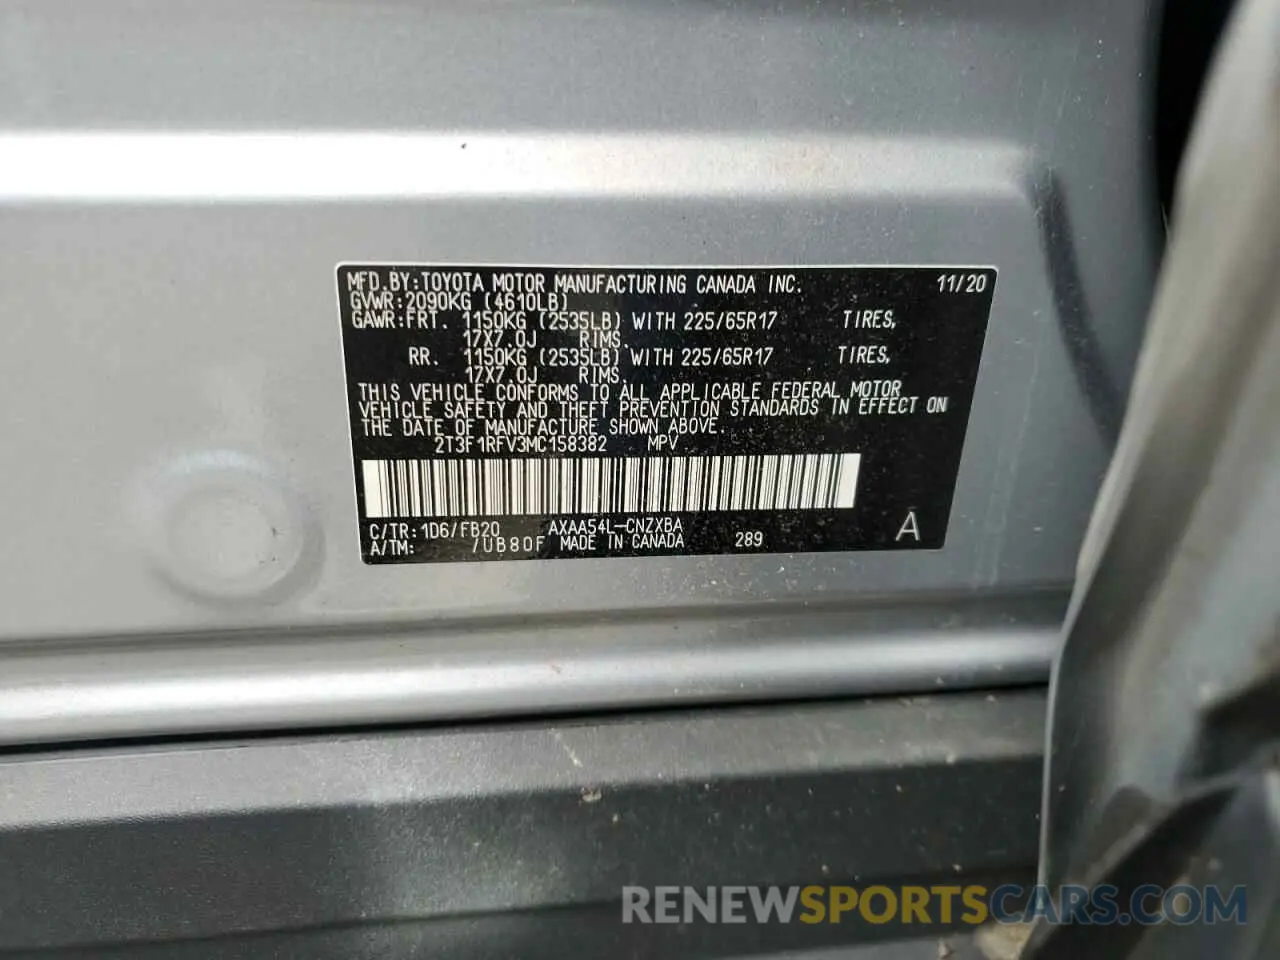 MFD.BY:TOYOTA MOTOR MANUFACTURING CANADA INC. 11/20
GVWR:2090KG (4610LB)
GAWR:FRT. 1150KG (2535LB) WITH 225/65R17 TIRES,
17X7.0J RIMS.
RR. 1150KG (2535LB) WITH 225/65R17 TIRES,
17X7.0J RIMS.
THIS VEHICLE CONFORMS TO ALL APPLICABLE FEDERAL MOTOR
VEHICLE SAFETY AND THEFT PREVENTION STANDARDS IN EFFECT ON
THE DATE OF MANUFACTURE SHOWN ABOVE.
2T3F1RFV3MC158382 MPV
C/TR:1D6/FB20 AXAA54L-CNZXBA A
A/TM: /UB80F MADE IN CANADA 289
RENEWSPORTSCARS.COM